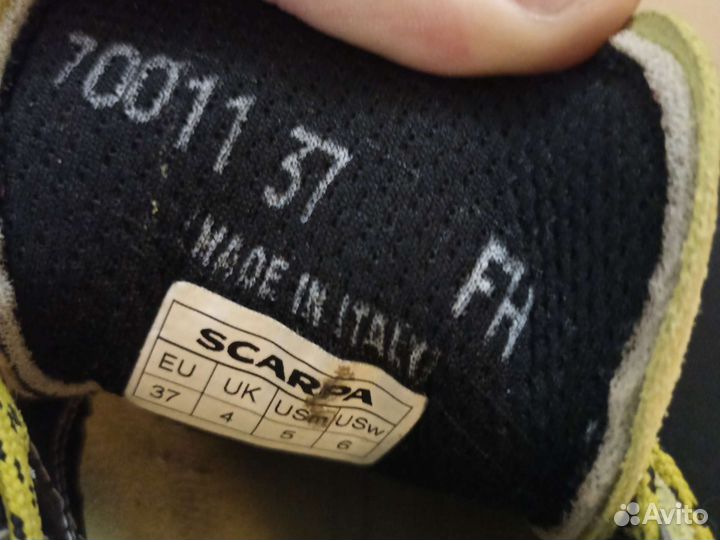 70011 37
FH
MADE IN ITALY
SCARPA
EU UK USm USw
37 4 5 6
Avito